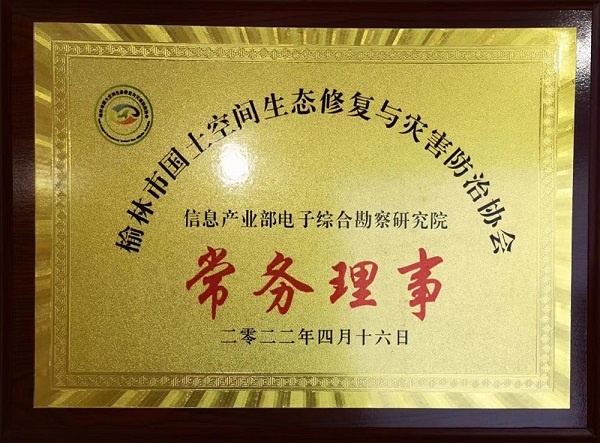 榆林市国土空间生态修复与灾害防治协会
信息产业部电子综合勘察研究院
常务理事
二零二二年四月十六日